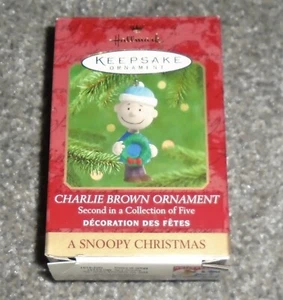 Hallmark
KEEPSAKE
ORNAMENT
CHARLIE BROWN ORNAMENT
Second in a Collection of Five
DÉCORATION DES FÊTES
A SNOOPY CHRISTMAS